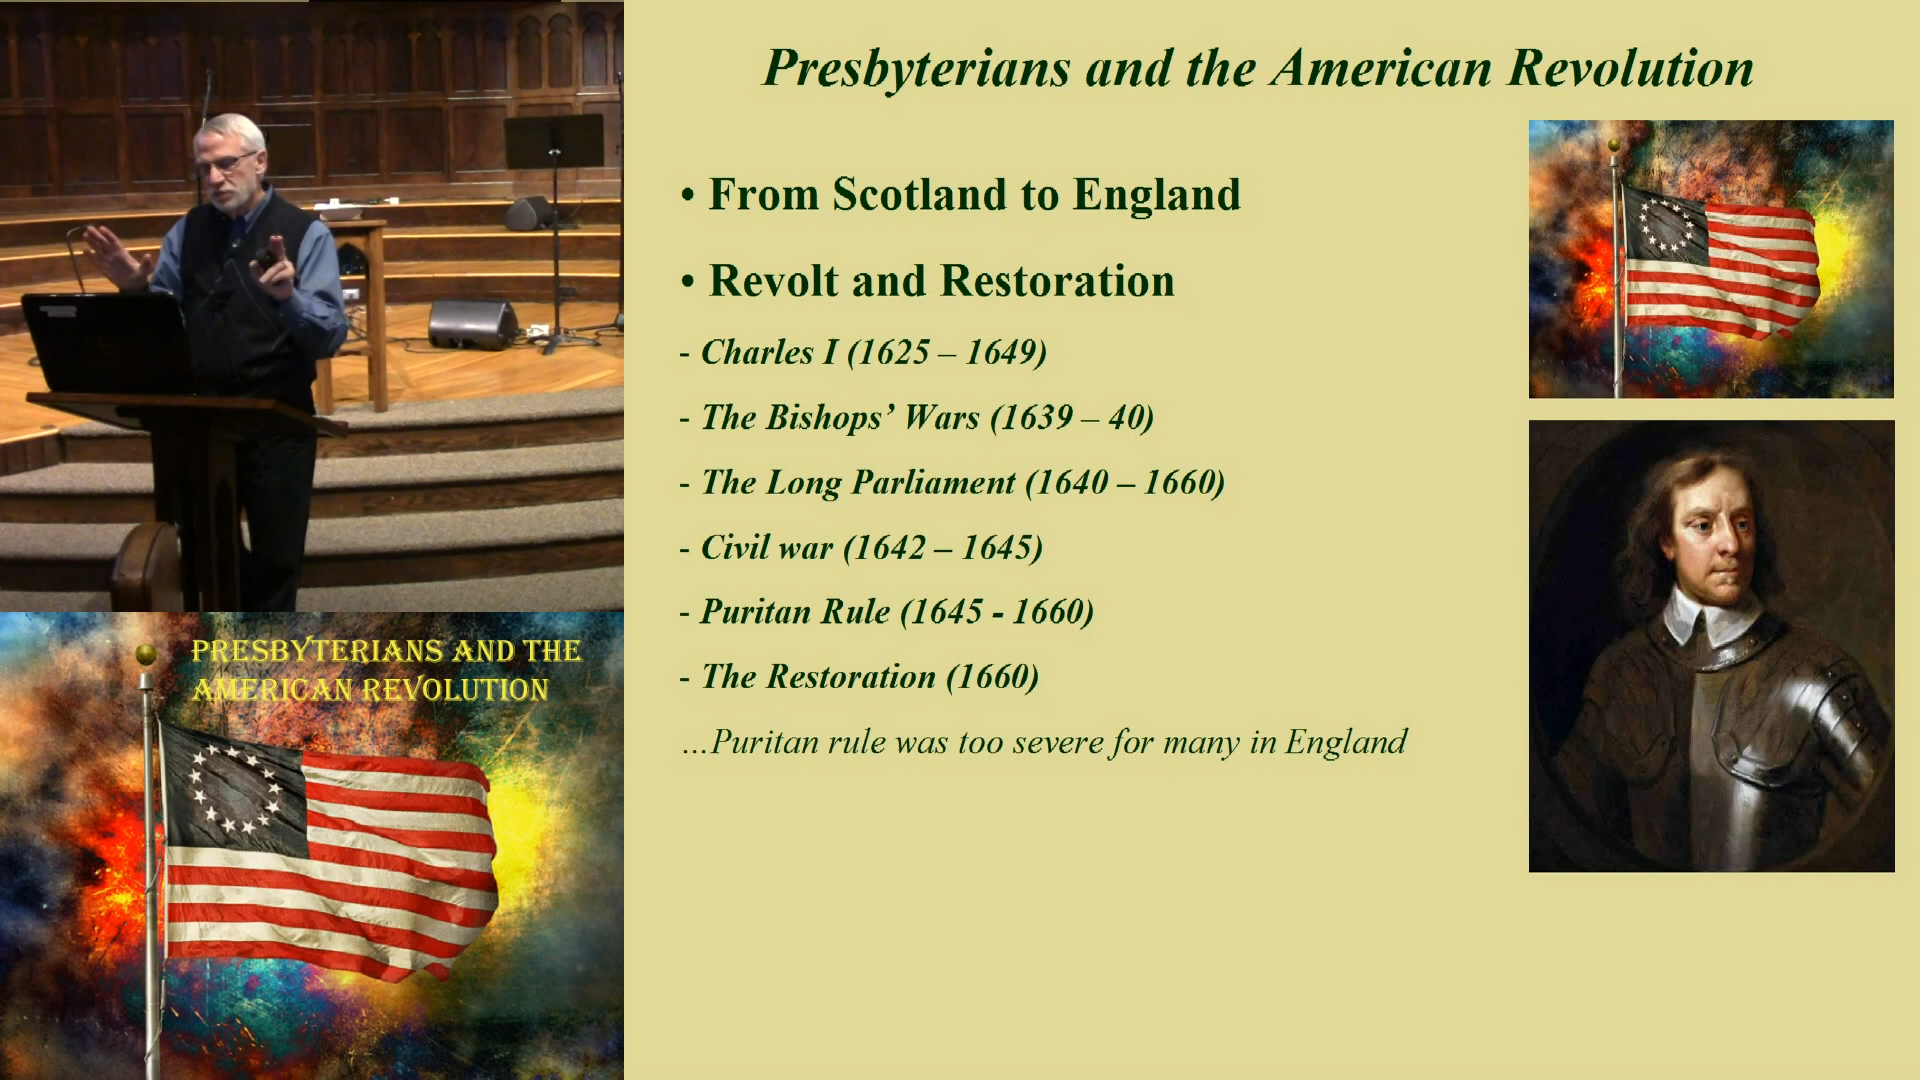 Presbyterians and the American Revolution
• From Scotland to England
• Revolt and Restoration
- Charles I (1625 – 1649)
- The Bishops’ Wars (1639 – 40)
- The Long Parliament (1640 – 1660)
- Civil war (1642 – 1645)
- Puritan Rule (1645 - 1660)
- The Restoration (1660)
...Puritan rule was too severe for many in England
PRESBYTERIANS AND THE
AMERICAN REVOLUTION